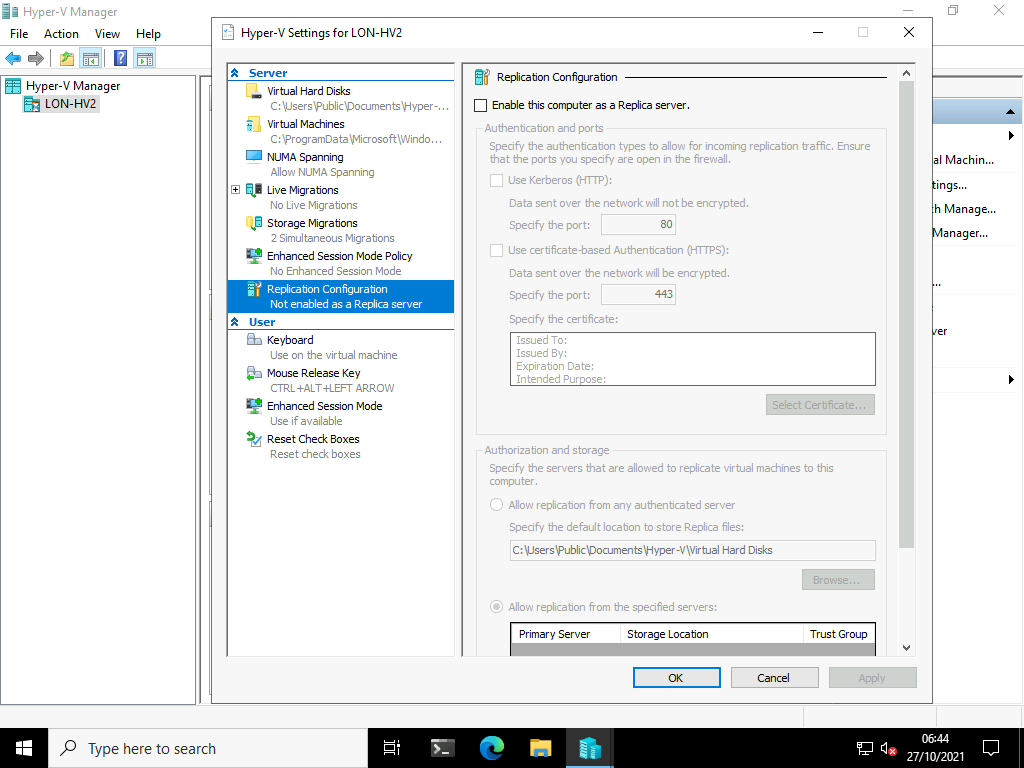 Hyper-V Manager
File Action View Help
Hyper-V Manager
LON-HV2
Hyper-V Settings for LON-HV2
Server
Virtual Hard Disks
C:\Users\Public\Documents\Hyper-...
Virtual Machines
C:\ProgramData\Microsoft\Windo...
NUMA Spanning
Allow NUMA Spanning
Live Migrations
No Live Migrations
Storage Migrations
2 Simultaneous Migrations
Enhanced Session Mode Policy
No Enhanced Session Mode
Replication Configuration
Not enabled as a Replica server
User
Keyboard
Use on the virtual machine
Mouse Release Key
CTRL+ALT+LEFT ARROW
Enhanced Session Mode
Use if available
Reset Check Boxes
Reset check boxes
Replication Configuration
Enable this computer as a Replica server.
Authentication and ports
Specify the authentication types to allow for incoming replication traffic. Ensure
that the ports you specify are open in the firewall.
Use Kerberos (HTTP):
Data sent over the network will not be encrypted.
Specify the port: 80
Use certificate-based Authentication (HTTPS):
Data sent over the network will be encrypted.
Specify the port: 443
Specify the certificate:
Issued To:
Issued By:
Expiration Date:
Intended Purpose:
Select Certificate...
Authorization and storage
Specify the servers that are allowed to replicate virtual machines to this
computer.
Allow replication from any authenticated server
Specify the default location to store Replica files:
C:\Users\Public\Documents\Hyper-V\Virtual Hard Disks
Browse...
Allow replication from the specified servers:
Primary Server Storage Location Trust Group
OK Cancel Apply
al Machin...
tings...
h Manage...
Manager...
...
ver
Type here to search
06:44
27/10/2021